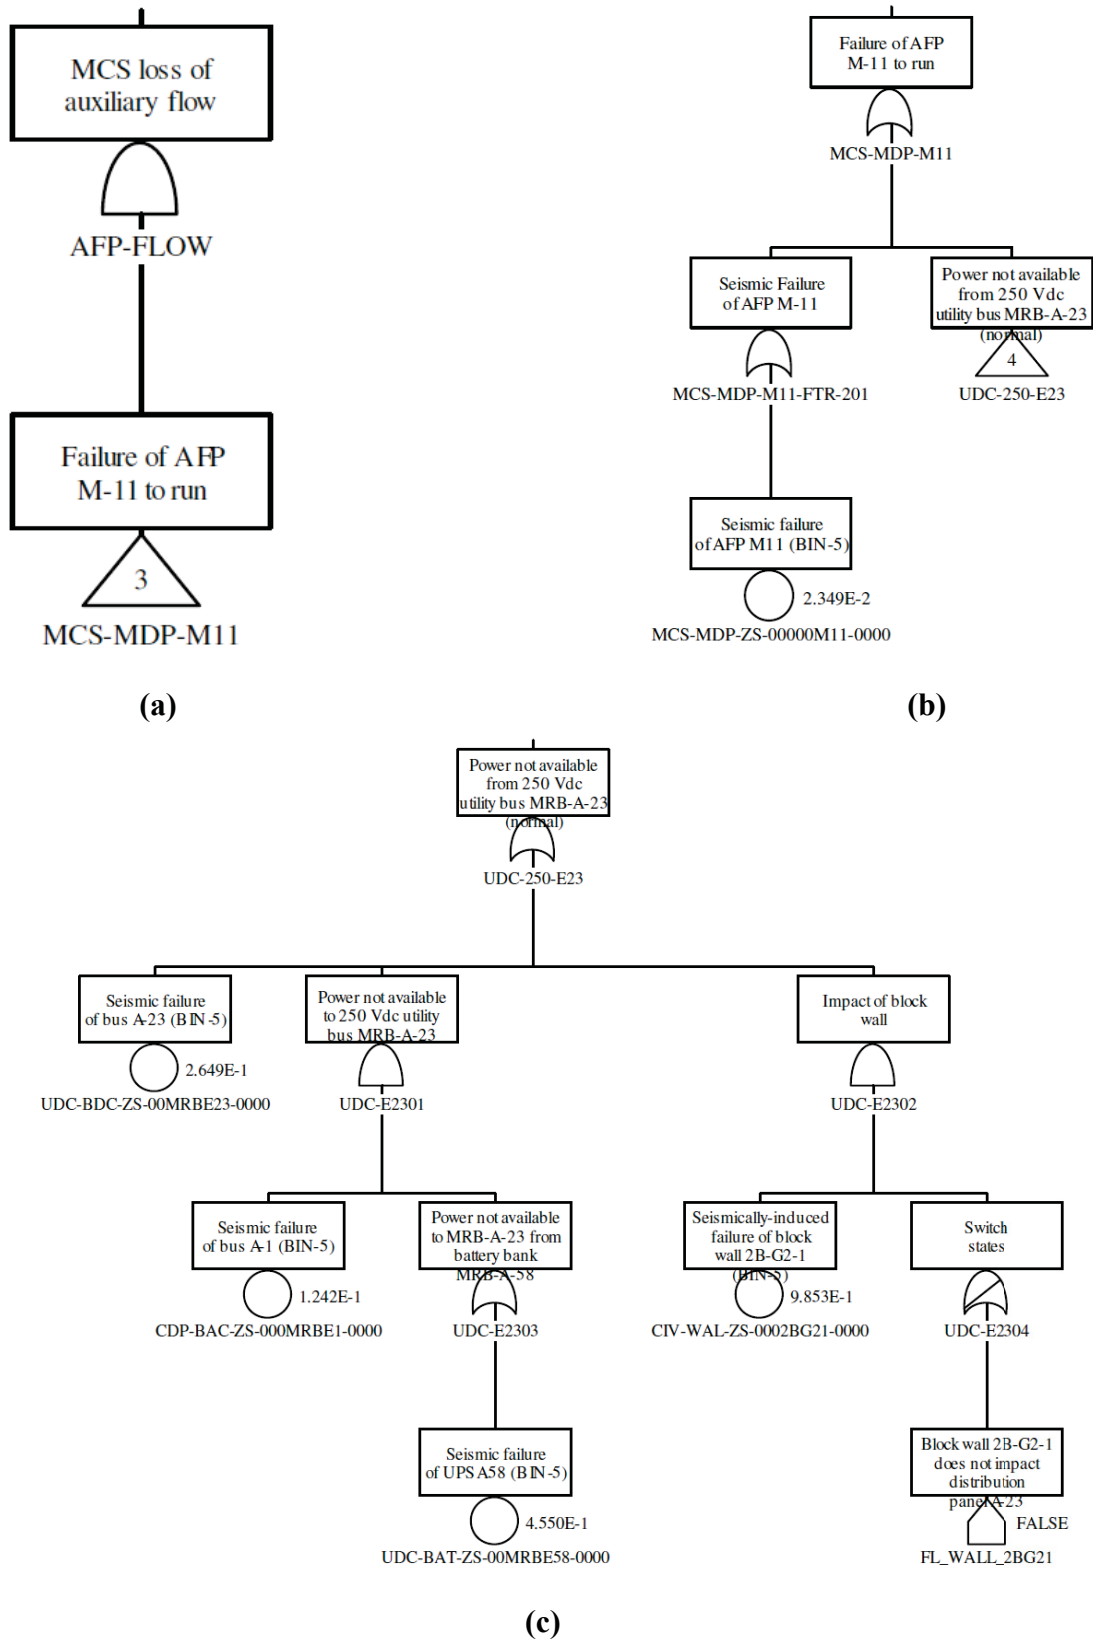 MCS loss of
auxiliary flow
AFP-FLOW
Failure of AFP
M-11 to run
3
MCS-MDP-M11
(a)
Failure of AFP
M-11 to run
MCS-MDP-M11
Seismic Failure
of AFP M-11
MCS-MDP-M11-FTR-201
Power not available
from 250 Vdc
utility bus MRB-A-23
(normal)
4
UDC-250-E23
Seismic failure
of AFP M11 (BIN-5)
2.349E-2
MCS-MDP-ZS-00000M11-0000
(b)
Power not available
from 250 Vdc
utility bus MRB-A-23
(normal)
UDC-250-E23
Seismic failure
of bus A-23 (BIN-5)
2.649E-1
UDC-BDC-ZS-00MRBE23-0000
Power not available
to 250 Vdc utility
bus MRB-A-23
UDC-E2301
Impact of block
wall
UDC-E2302
Seismic failure
of bus A-1 (BIN-5)
1.242E-1
CDP-BAC-ZS-000MRBE1-0000
Power not available
to MRB-A-23 from
battery bank
MRB-A-58
UDC-E2303
Seismically-induced
failure of block
wall 2B-G2-1
(BIN-5)
9.853E-1
CIV-WAL-ZS-0002BG21-0000
Switch
states
UDC-E2304
Seismic failure
of UPS A58 (BIN-5)
4.550E-1
UDC-BAT-ZS-00MRBE58-0000
Block wall 2B-G2-1
does not impact
distribution
panel A-23
FALSE
FL_WALL_2BG21
(c)